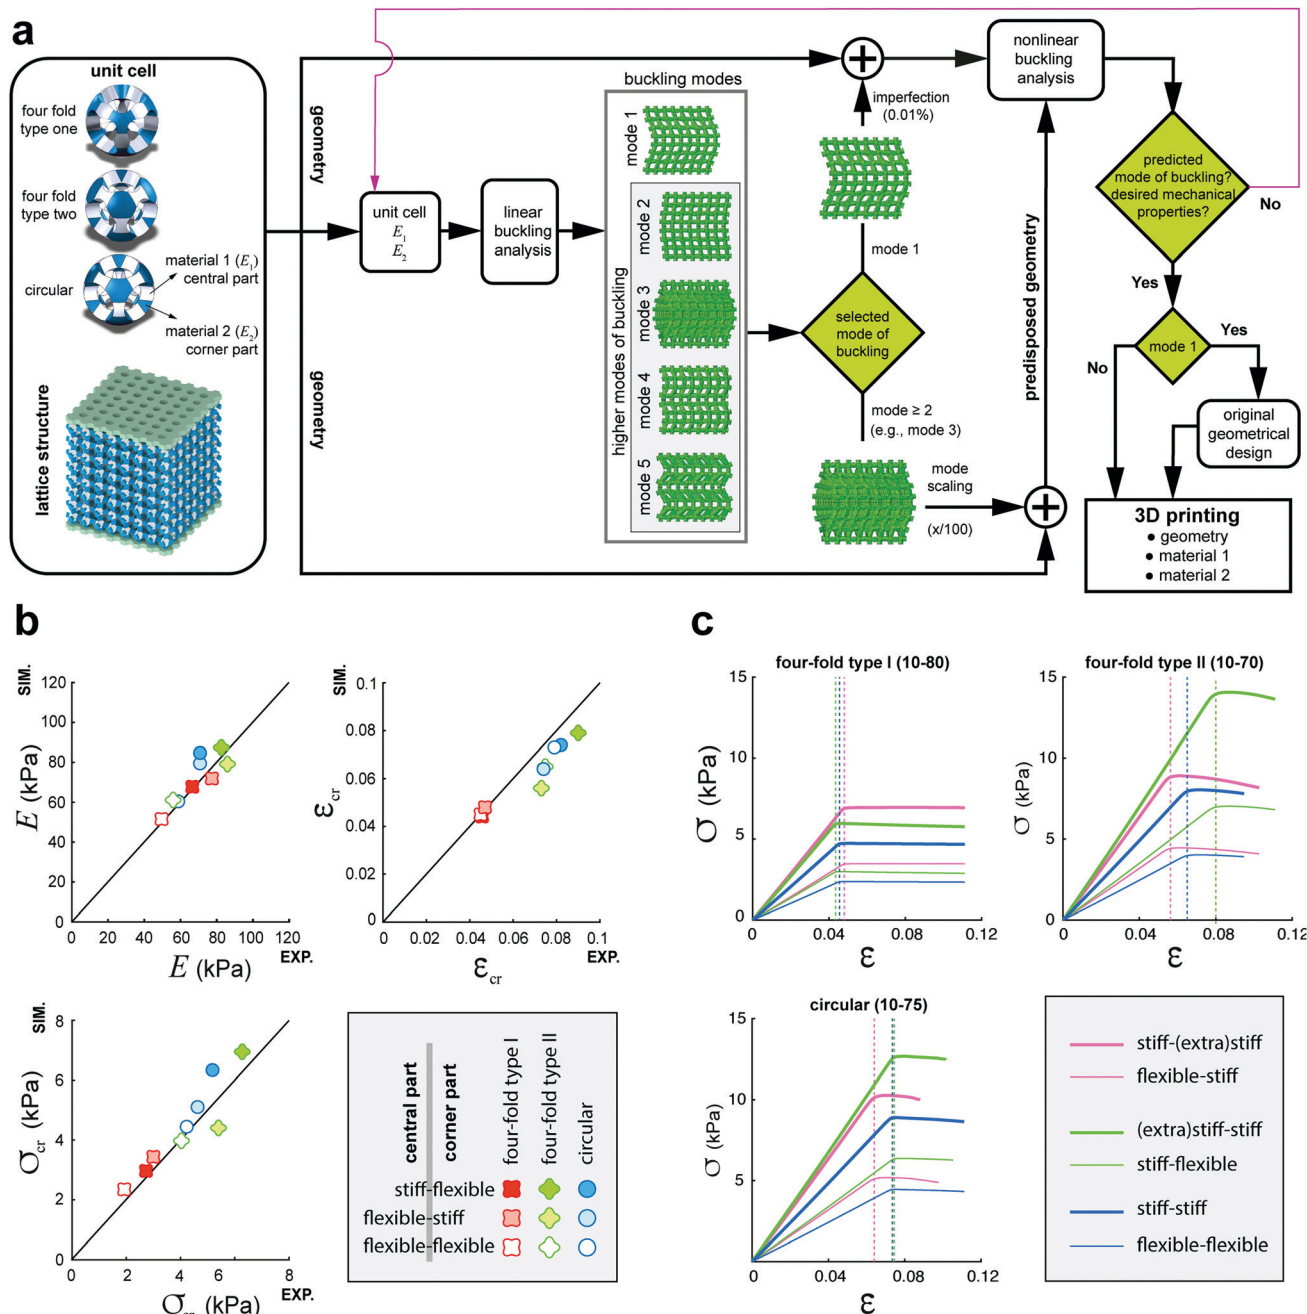 a
unit cell
four fold
type one
four fold
type two
circular
material 1 (E₁)
central part
material 2 (E₂)
corner part
lattice structure
geometry
geometry
unit cell
E₁
E₂
linear
buckling
analysis
buckling modes
mode 1
higher modes of buckling
mode 2
mode 3
mode 4
mode 5
imperfection
(0.01%)
mode 1
selected
mode of
buckling
mode ≥ 2
(e.g., mode 3)
mode
scaling
(x/100)
predisposed geometry
nonlinear
buckling
analysis
predicted
mode of buckling?
desired mechanical
properties?
No
Yes
mode 1
Yes
No
original
geometrical
design
3D printing
• geometry
• material 1
• material 2
b
SIM.
E (kPa)
120
100
80
60
40
20
0
0 20 40 60 80 100 120
E (kPa)
EXP.
SIM.
εcr
0.1
0.08
0.06
0.04
0.02
0
0 0.02 0.04 0.06 0.08 0.1
εcr
EXP.
SIM.
σcr (kPa)
8
6
4
2
0
0 2 4 6 8
σcr (kPa)
EXP.
central part
corner part
four-fold type I
four-fold type II
circular
stiff-flexible
flexible-stiff
flexible-flexible
c
four-fold type I (10-80)
σ (kPa)
15
10
5
0
0 0.04 0.08 0.12
ε
four-fold type II (10-70)
σ (kPa)
15
10
5
0
0 0.04 0.08 0.12
ε
circular (10-75)
σ (kPa)
15
10
5
0
0 0.04 0.08 0.12
ε
stiff-(extra)stiff
flexible-stiff
(extra)stiff-stiff
stiff-flexible
stiff-stiff
flexible-flexible